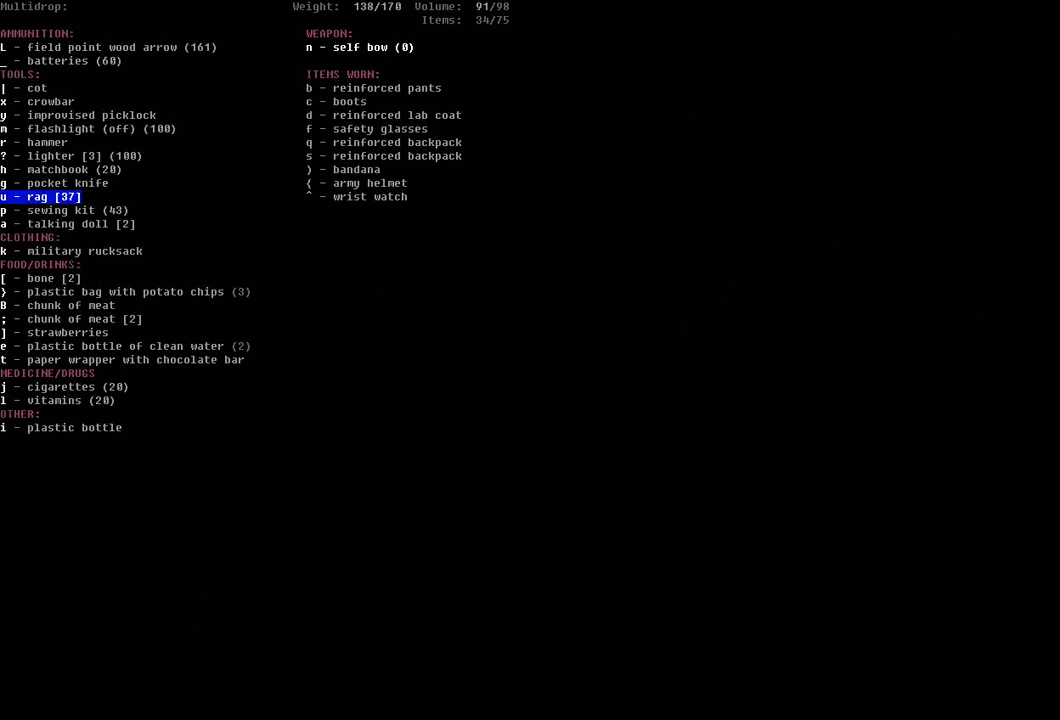 Multidrop: Weight: 138/170 Volume: 91/98
Items: 34/75
AMMUNITION:
L - field point wood arrow (161)
_ - batteries (60)
TOOLS:
| - cot
x - crowbar
y - improvised picklock
m - flashlight (off) (100)
r - hammer
? - lighter [3] (100)
h - matchbook (20)
g - pocket knife
u - rag [37]
p - sewing kit (43)
a - talking doll [2]
CLOTHING:
k - military rucksack
FOOD/DRINKS:
[ - bone [2]
} - plastic bag with potato chips (3)
B - chunk of meat
; - chunk of meat [2]
] - strawberries
e - plastic bottle of clean water (2)
t - paper wrapper with chocolate bar
MEDICINE/DRUGS
j - cigarettes (20)
l - vitamins (20)
OTHER:
i - plastic bottle
WEAPON:
n - self bow (0)
ITEMS WORN:
b - reinforced pants
c - boots
d - reinforced lab coat
f - safety glasses
q - reinforced backpack
s - reinforced backpack
) - bandana
{ - army helmet
^ - wrist watch